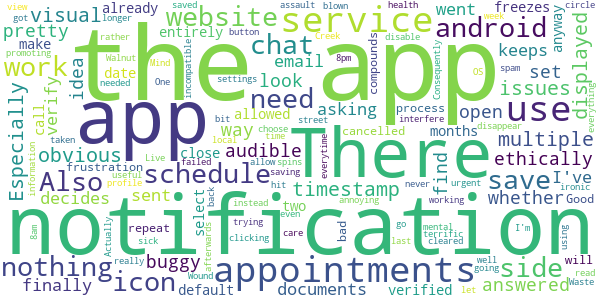 visual already website service android went freezes
pretty the app chat email keeps displayed
work idea date need look asking set issues
app way allowed open use
Especially obvious audible There find multiple ethically
Also schedule timestamp save I've whether
decides sent select two
notification
nothing icon buggy appointments side answered
finally default documents verified will
view got longer saved promoting rather entirely assault blown button health circle week
make Walnut Creek Mind One needed settings incompatible disable 8pm compounds Consequently OS spam interfere disappear everything
call verify street process cancelled months anyway
taken local bit choose time Live close failed allow spins everytime
information useful profile frustration saving hit never urgent ironic Good
8am Actually really afterwards repeat sick Wound back instead even trying clicking care annoying mental terrific cleared go last bad working well going I'm using let read Waste